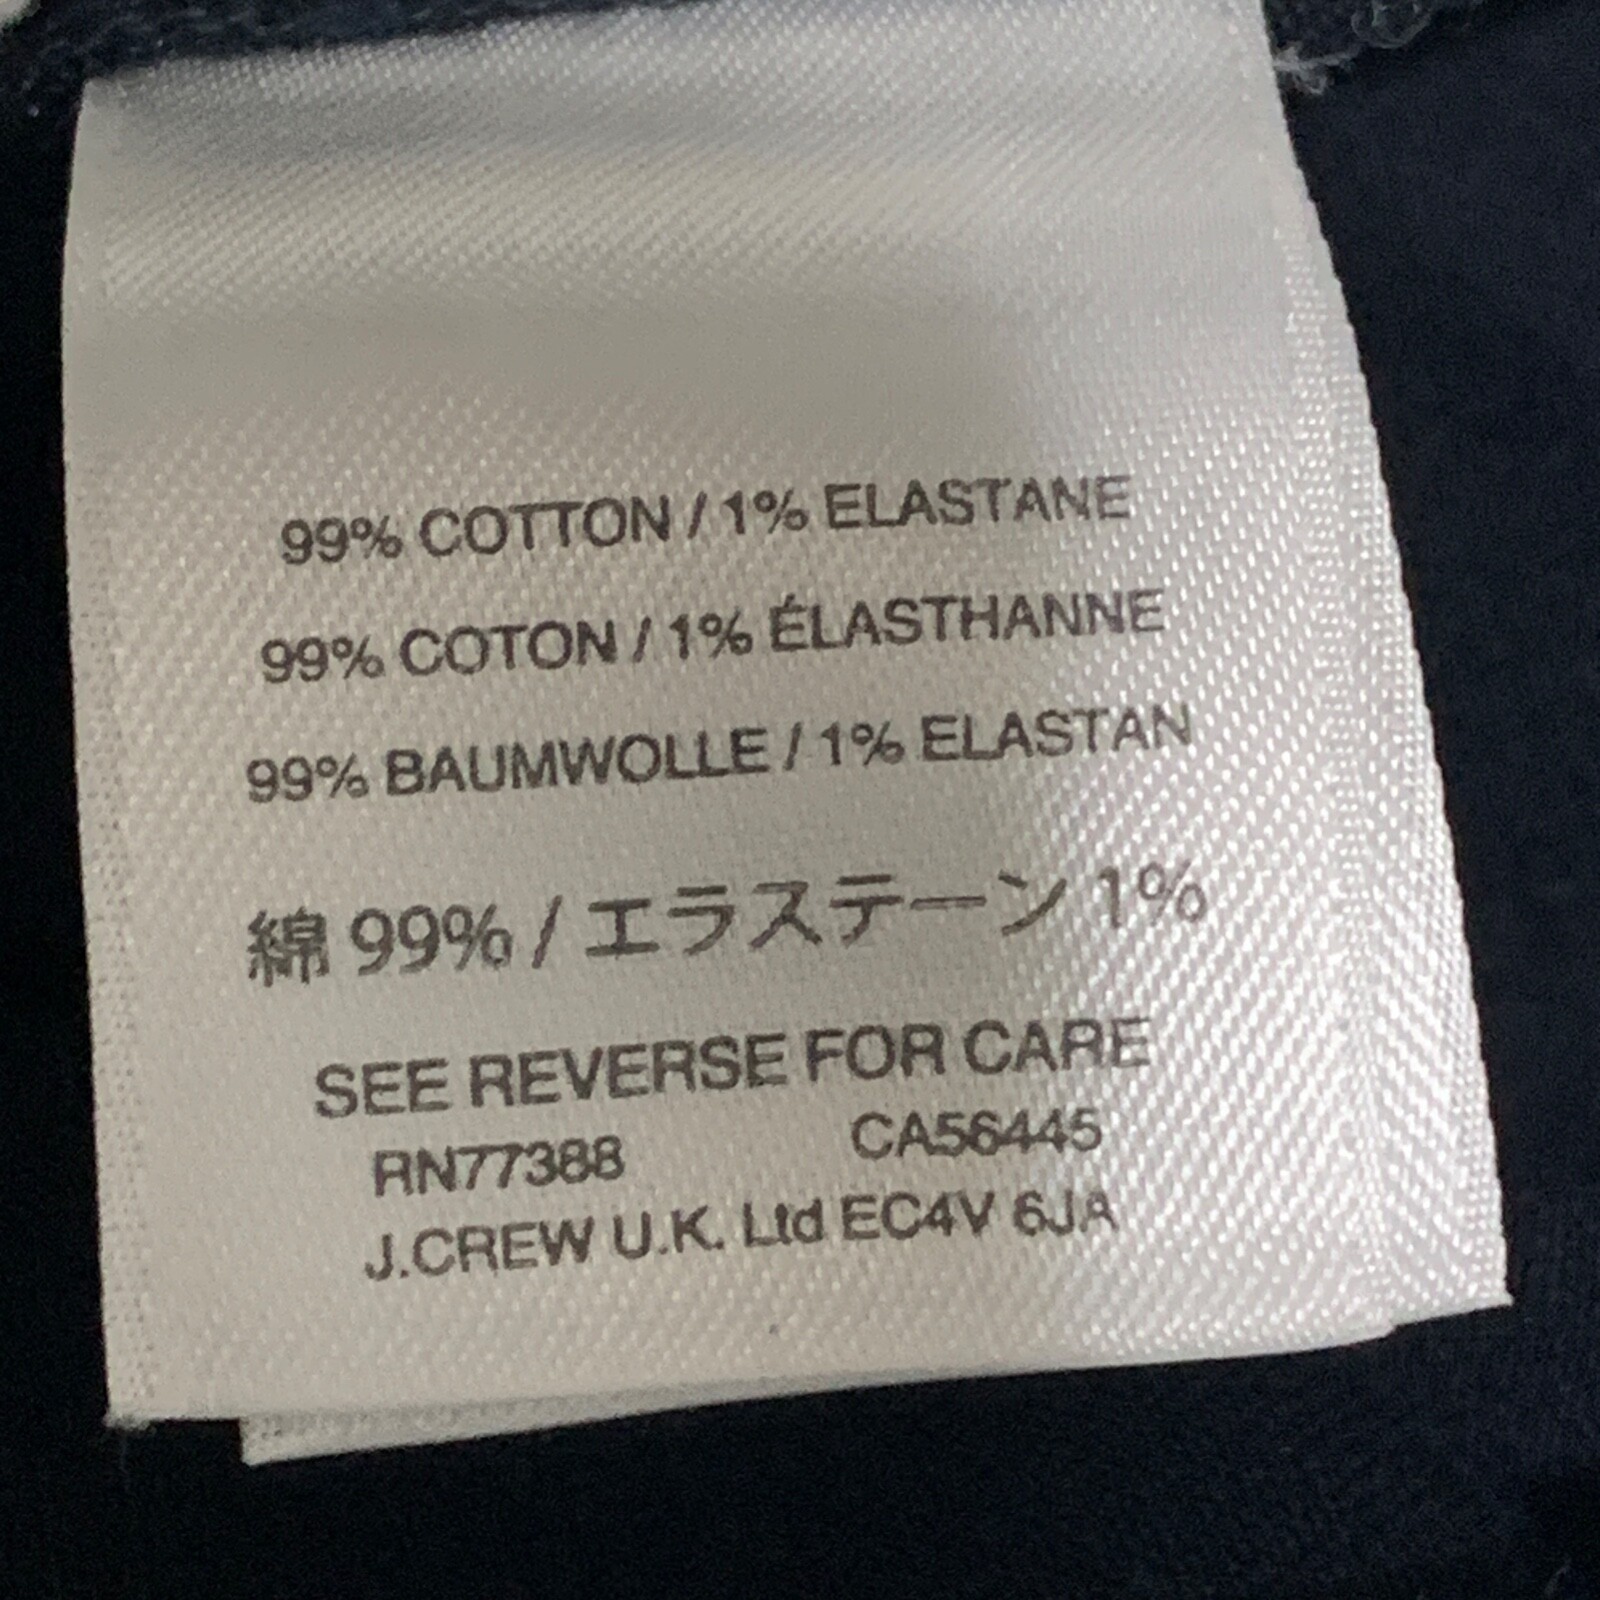 99% COTTON / 1% ELASTANE
99% COTON / 1% ÉLASTHANNE
99% BAUMWOLLE / 1% ELASTAN
綿 99% / エラステーン 1%
SEE REVERSE FOR CARE
RN77388 CA56445
J.CREW U.K. Ltd EC4V 6JA